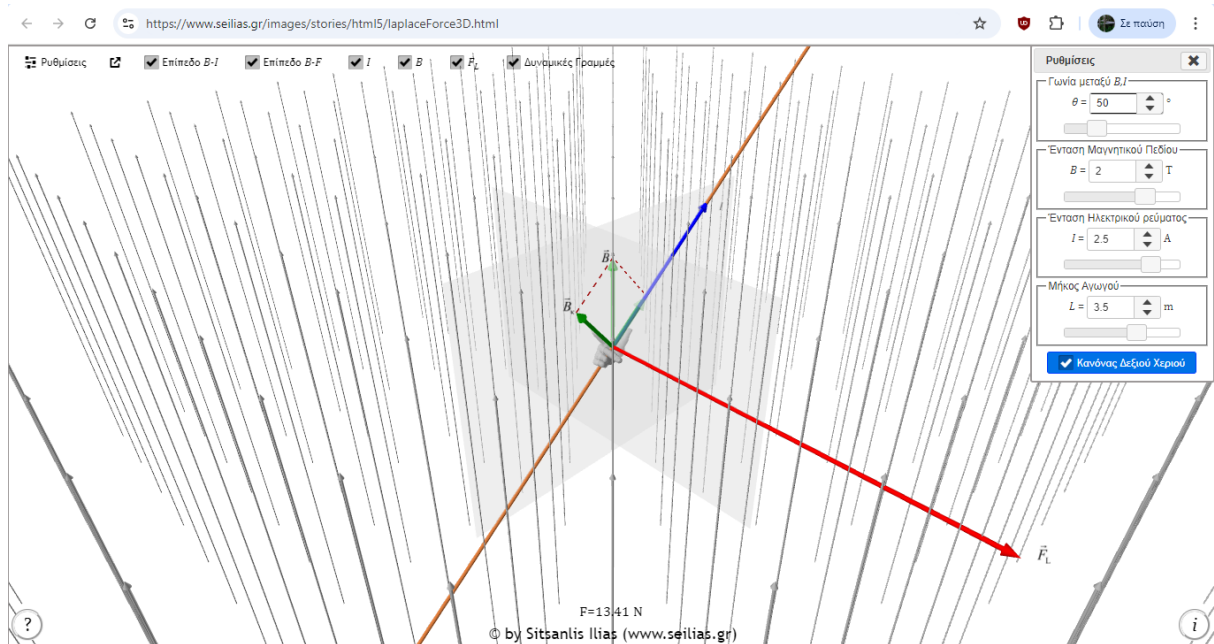 https://www.seilias.gr/images/stories/html5/laplaceForce3D.html
Σε παύση
Ρυθμίσεις
Επίπεδο B-I
Επίπεδο B-F
I
B
F_L
Δυναμικές Γραμμές
Ρυθμίσεις
Γωνία μεταξύ B,I
θ = 50 °
Ένταση Μαγνητικού Πεδίου
B = 2 T
Ένταση Ηλεκτρικού ρεύματος
I = 2.5 A
Μήκος Αγωγού
L = 3.5 m
Κανόνας Δεξιού Χεριού
I
B
F_L
F=13.41 N
© by Sitsanlis Ilias (www.seilias.gr)
?
i